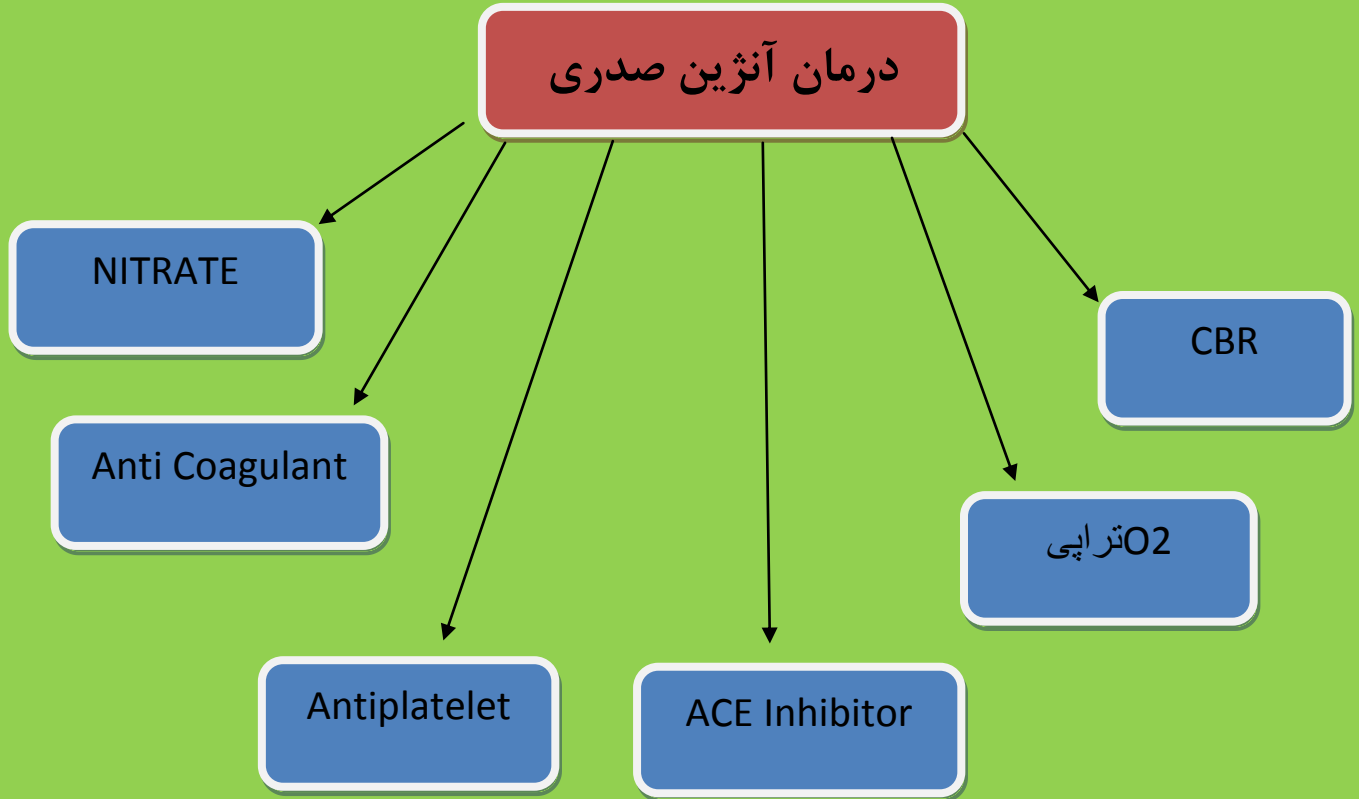 درمان آنژین صدری
NITRATE
CBR
Anti Coagulant
O2تراپی
Antiplatelet
ACE Inhibitor